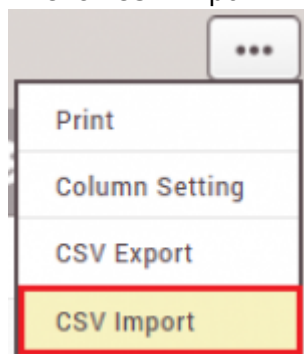 •••
Print
Column Setting
CSV Export
CSV Import